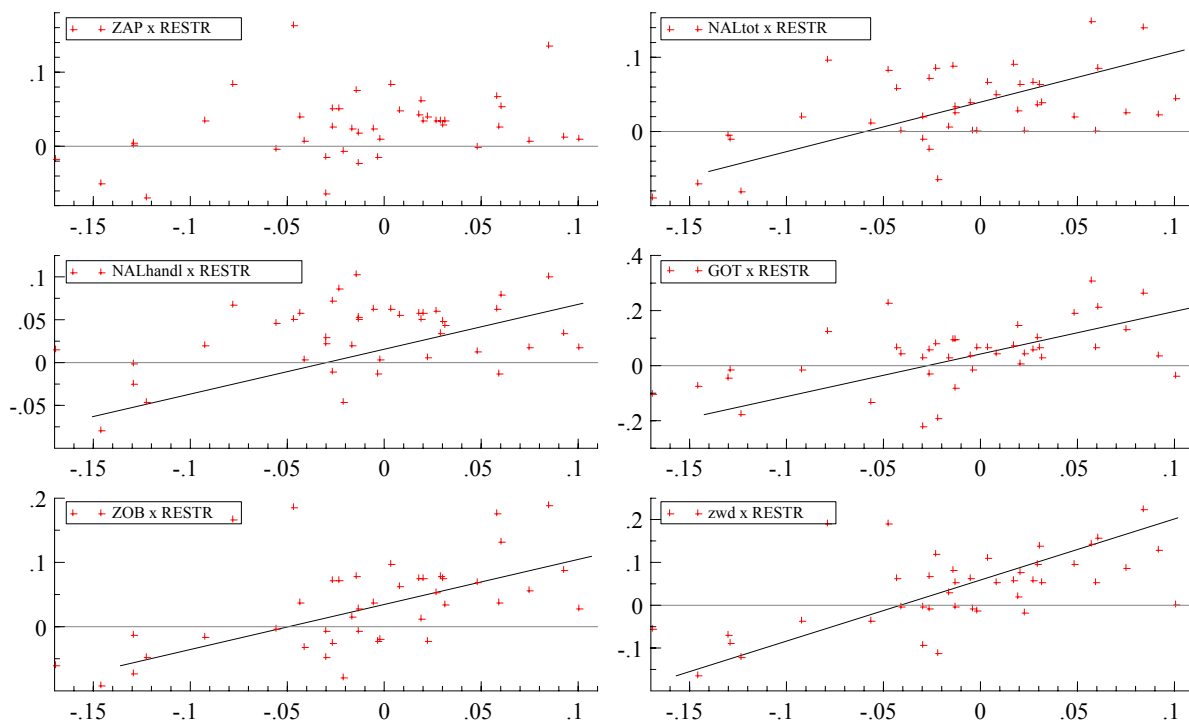 ZAP x RESTR
.1
0
-.15 -.1 -.05 0 .05 .1
NALtot x RESTR
.1
0
-.15 -.1 -.05 0 .05 .1
NALhandl x RESTR
.1
.05
0
-.05
-.15 -.1 -.05 0 .05 .1
GOT x RESTR
.4
.2
0
-.2
-.15 -.1 -.05 0 .05 .1
ZOB x RESTR
.2
.1
0
-.15 -.1 -.05 0 .05 .1
zwd x RESTR
.2
.1
0
-.1
-.15 -.1 -.05 0 .05 .1